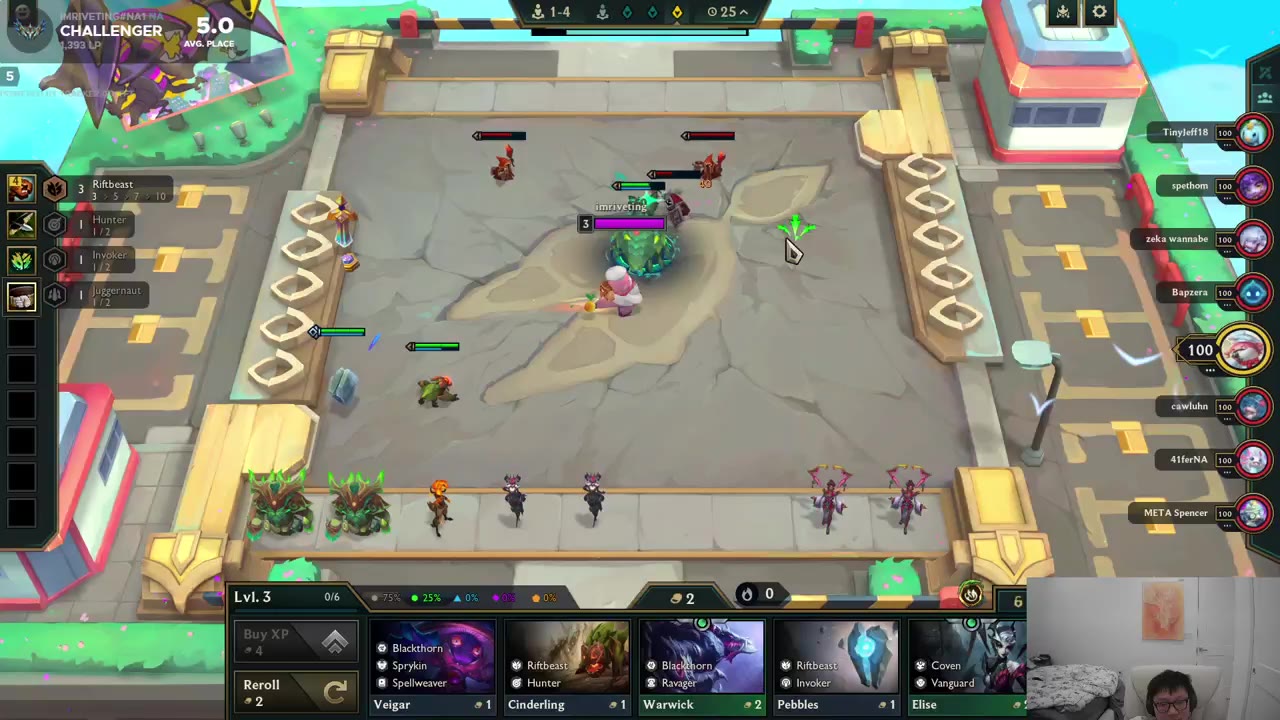 IMRIVETING#NA1 NA
CHALLENGER
1,393 LP
5.0
AVG. PLACE
5
1-4
25
TinyJeff18 100
spethom 100
zeka wannabe 100
Bapzera 100
100
cawluhn 100
41ferNA 100
META Spencer 100
3 Riftbeast
3 > 5 > 7 > 10
1 Hunter
1 / 2
1 Invoker
1 / 2
1 Juggernaut
1 / 2
imriveting
3
40
Lvl. 3 0/6
75% 25% 0% 0% 0%
2
0
6
Buy XP
4
Reroll
2
Blackthorn
Sprykin
Spellweaver
Veigar 1
Riftbeast
Hunter
Cinderling 1
Blackthorn
Ravager
Warwick 2
Riftbeast
Invoker
Pebbles 1
Coven
Vanguard
Elise 2